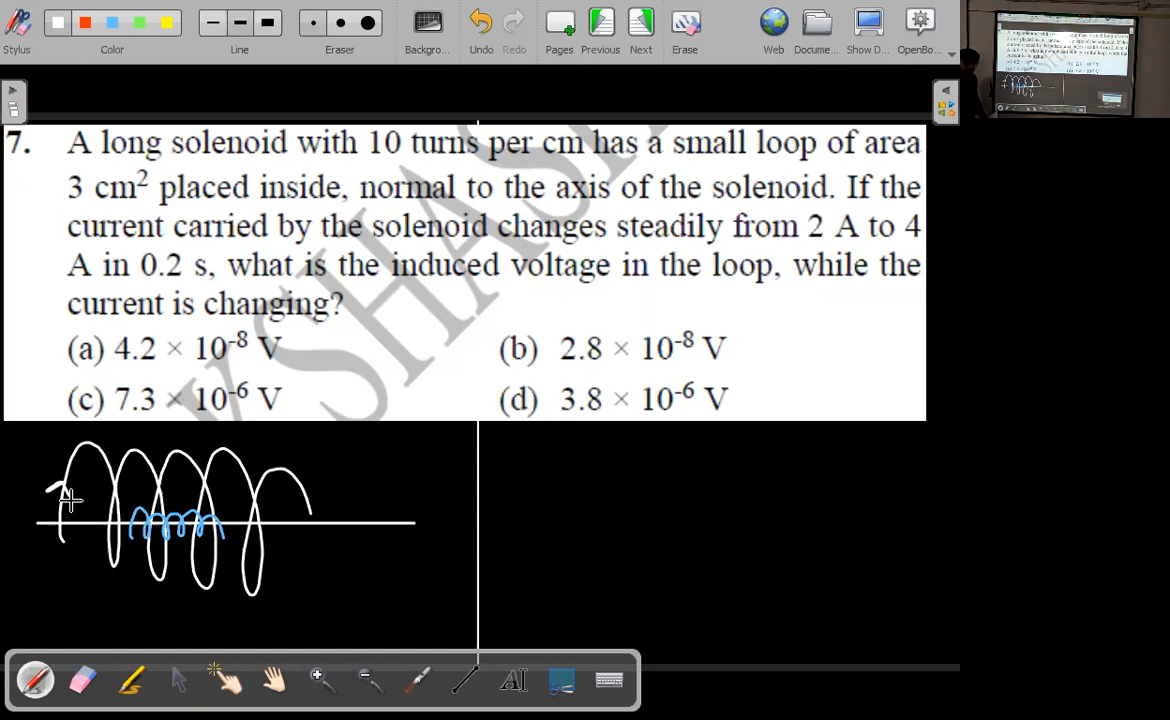 Stylus
Color
Line
Eraser
Backgro...
Undo
Redo
Pages
Previous
Next
Erase
Web
Docume...
Show D...
OpenBo...
7. A long solenoid with 10 turns per cm has a small loop of area
3 cm² placed inside, normal to the axis of the solenoid. If the
current carried by the solenoid changes steadily from 2 A to 4
A in 0.2 s, what is the induced voltage in the loop, while the
current is changing?
(a) 4.2 × 10⁻⁸ V (b) 2.8 × 10⁻⁸ V
(c) 7.3 × 10⁻⁶ V (d) 3.8 × 10⁻⁶ V
AI